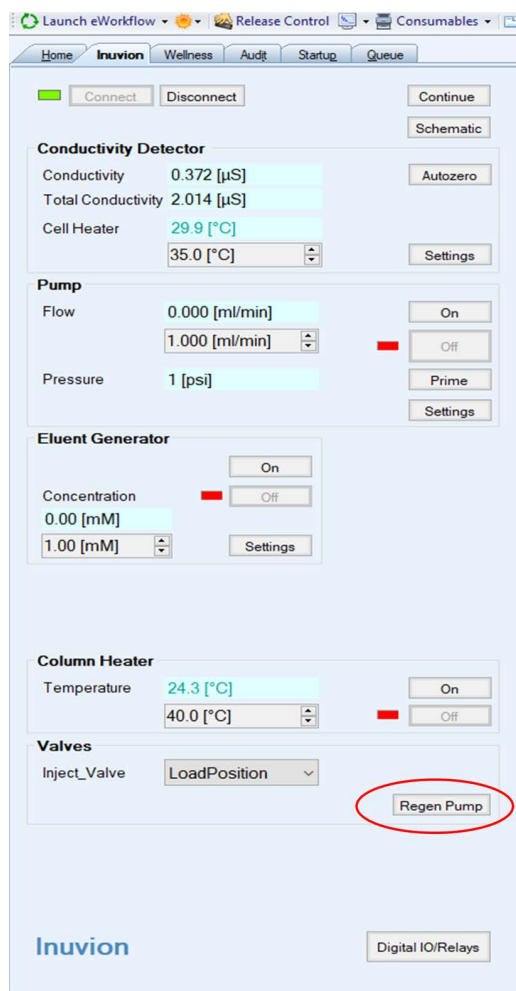 Launch eWorkflow Release Control Consumables
Home Inuvion Wellness Audit Startup Queue
Connect Disconnect Continue
Schematic
Conductivity Detector
Conductivity 0.372 [µS] Autozero
Total Conductivity 2.014 [µS]
Cell Heater 29.9 [°C]
35.0 [°C] Settings
Pump
Flow 0.000 [ml/min] On
1.000 [ml/min] Off
Pressure 1 [psi] Prime
Settings
Eluent Generator
On
Concentration Off
0.00 [mM]
1.00 [mM] Settings
Column Heater
Temperature 24.3 [°C] On
40.0 [°C] Off
Valves
Inject_Valve LoadPosition
Regen Pump
Inuvion Digital IO/Relays